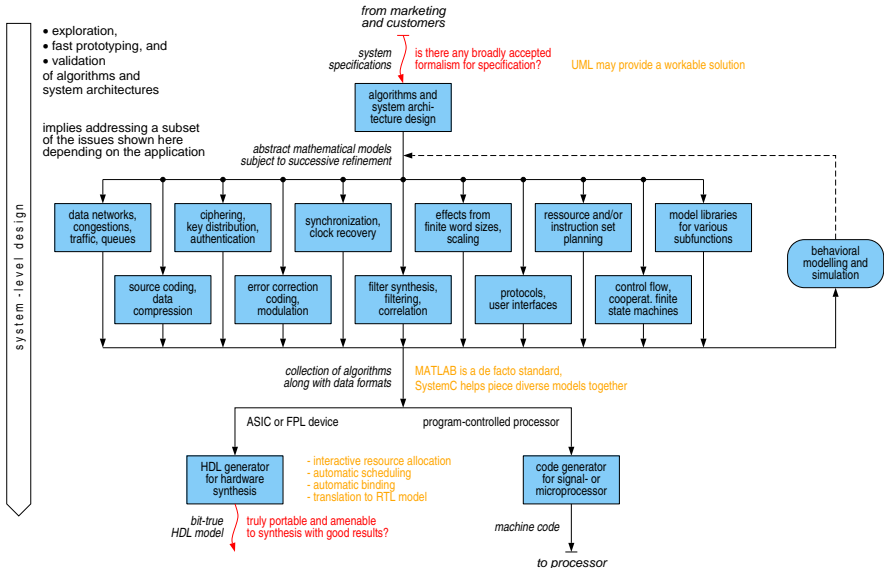 from marketing
and customers
• exploration,
• fast prototyping, and
• validation
of algorithms and
system architectures
implies addressing a subset
of the issues shown here
depending on the application
system
specifications
is there any broadly accepted
formalism for specification?
UML may provide a workable solution
algorithms and
system archi-
tecture design
abstract mathematical models
subject to successive refinement
data networks,
congestions,
traffic, queues
ciphering,
key distribution,
authentication
synchronization,
clock recovery
effects from
finite word sizes,
scaling
ressource and/or
instruction set
planning
model libraries
for various
subfunctions
behavioral
modelling and
simulation
source coding,
data
compression
error correction
coding,
modulation
filter synthesis,
filtering,
correlation
protocols,
user interfaces
control flow,
cooperat. finite
state machines
system -level design
collection of algorithms
along with data formats
MATLAB is a de facto standard,
SystemC helps piece diverse models together
ASIC or FPL device
program-controlled processor
HDL generator
for hardware
synthesis
- interactive resource allocation
- automatic scheduling
- automatic binding
- translation to RTL model
code generator
for signal- or
microprocessor
bit-true
HDL model
truly portable and amenable
to synthesis with good results?
machine code
to processor